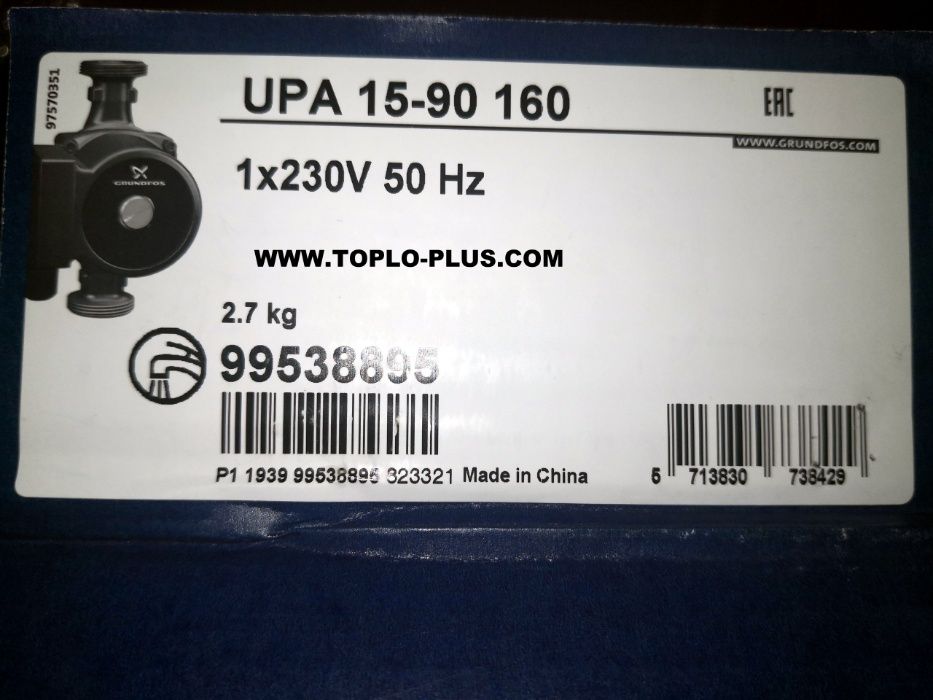 97570351
GRUNDFOS
UPA 15-90 160
EAC
WWW.GRUNDFOS.COM
1x230V 50 Hz
WWW.TOPLO-PLUS.COM
2.7 kg
99538895
P1 1939 99538895 323321 Made in China
5 713830 738429